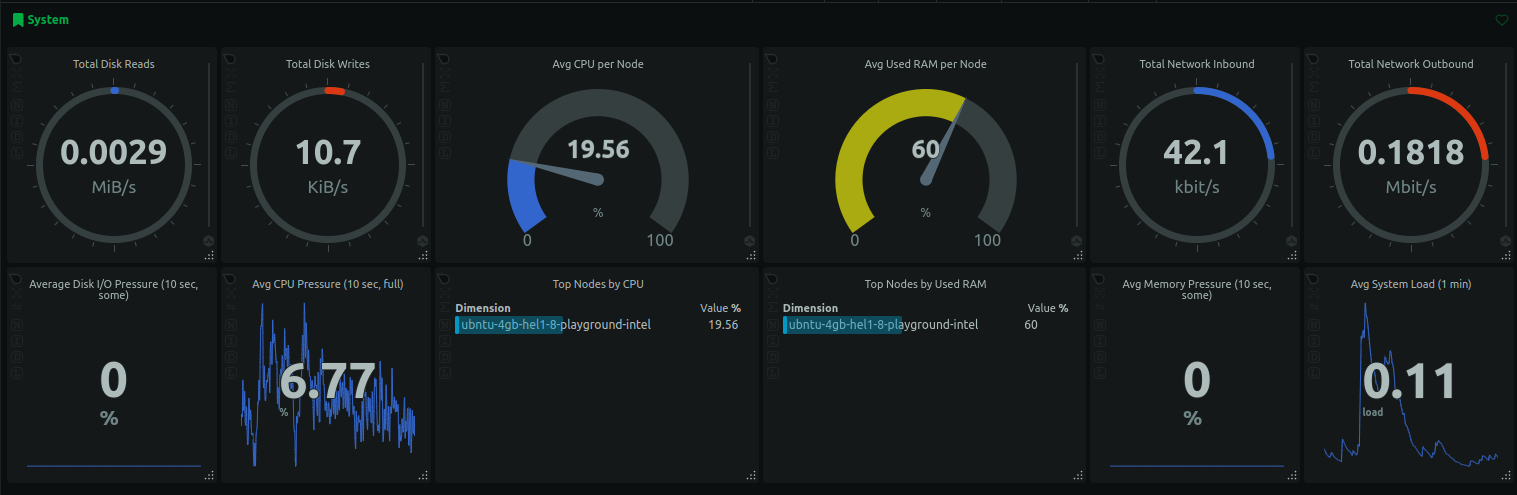 System
Total Disk Reads
0.0029
MiB/s
Total Disk Writes
10.7
KiB/s
Avg CPU per Node
19.56
%
0
100
Avg Used RAM per Node
60
%
0
100
Total Network Inbound
42.1
kbit/s
Total Network Outbound
0.1818
Mbit/s
Average Disk I/O Pressure (10 sec,
some)
0
%
Avg CPU Pressure (10 sec, full)
6.77
%
Top Nodes by CPU
Dimension Value %
ubntu-4gb-hel1-8-playground-intel 19.56
Top Nodes by Used RAM
Dimension Value %
ubntu-4gb-hel1-8-playground-intel 60
Avg Memory Pressure (10 sec,
some)
0
%
Avg System Load (1 min)
0.11
load